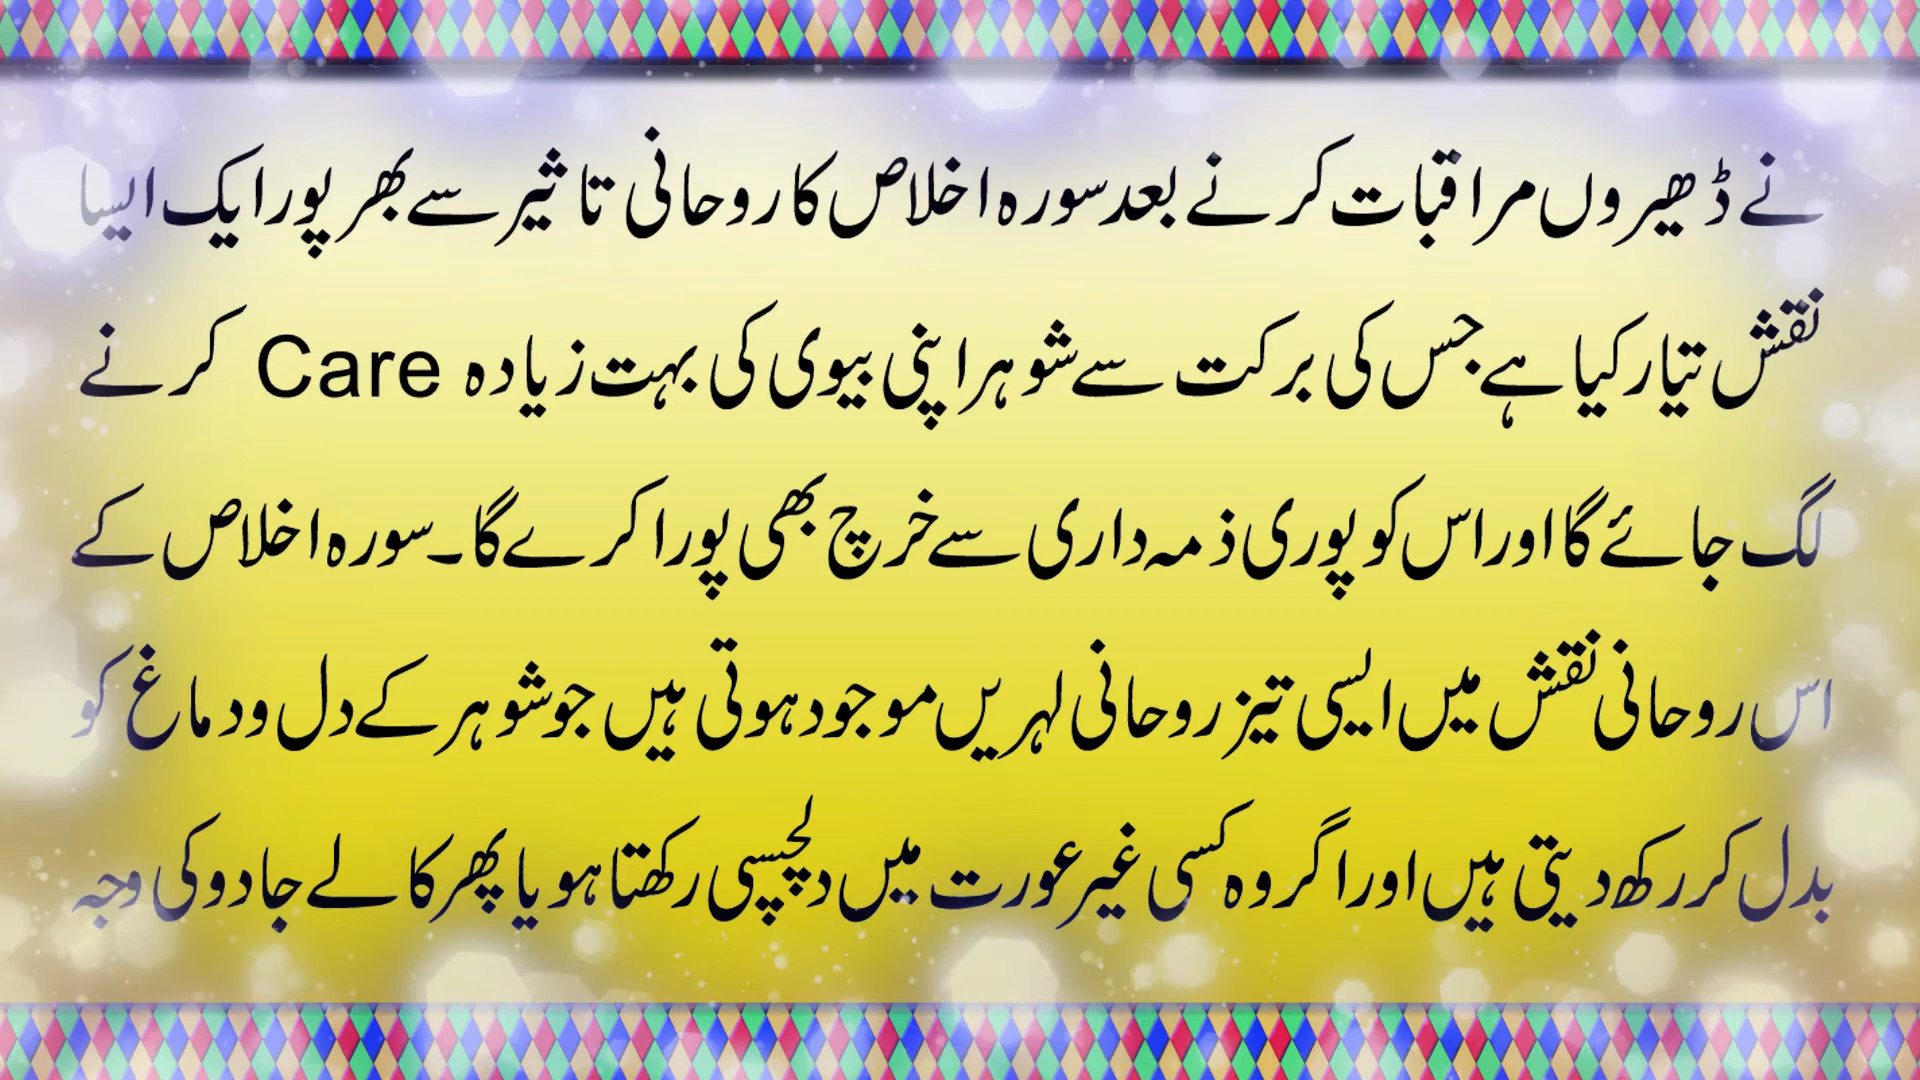 نے ڈھیروں مراقبات کرنے بعد سورہ اخلاص کا روحانی تاثیر سے بھرپور ایک ایسا
نقش تیار کیا ہے جس کی برکت سے شوہر اپنی بیوی کی بہت زیادہ Care کرنے
لگ جائے گا اور اس کو پوری ذمہ داری سے خرچ بھی پورا کرے گا۔ سورہ اخلاص کے
اس روحانی نقش میں ایسی تیز روحانی لہریں موجود ہوتی ہیں جو شوہر کے دل و دماغ کو
بدل کر رکھ دیتی ہیں اور اگر وہ کسی غیر عورت میں دلچسپی رکھتا ہو یا پھر کالے جادو کی وجہ